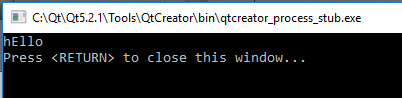 C:\Qt\Qt5.2.1\Tools\QtCreator\bin\qtcreator_process_stub.exe
hEllo
Press <RETURN> to close this window...